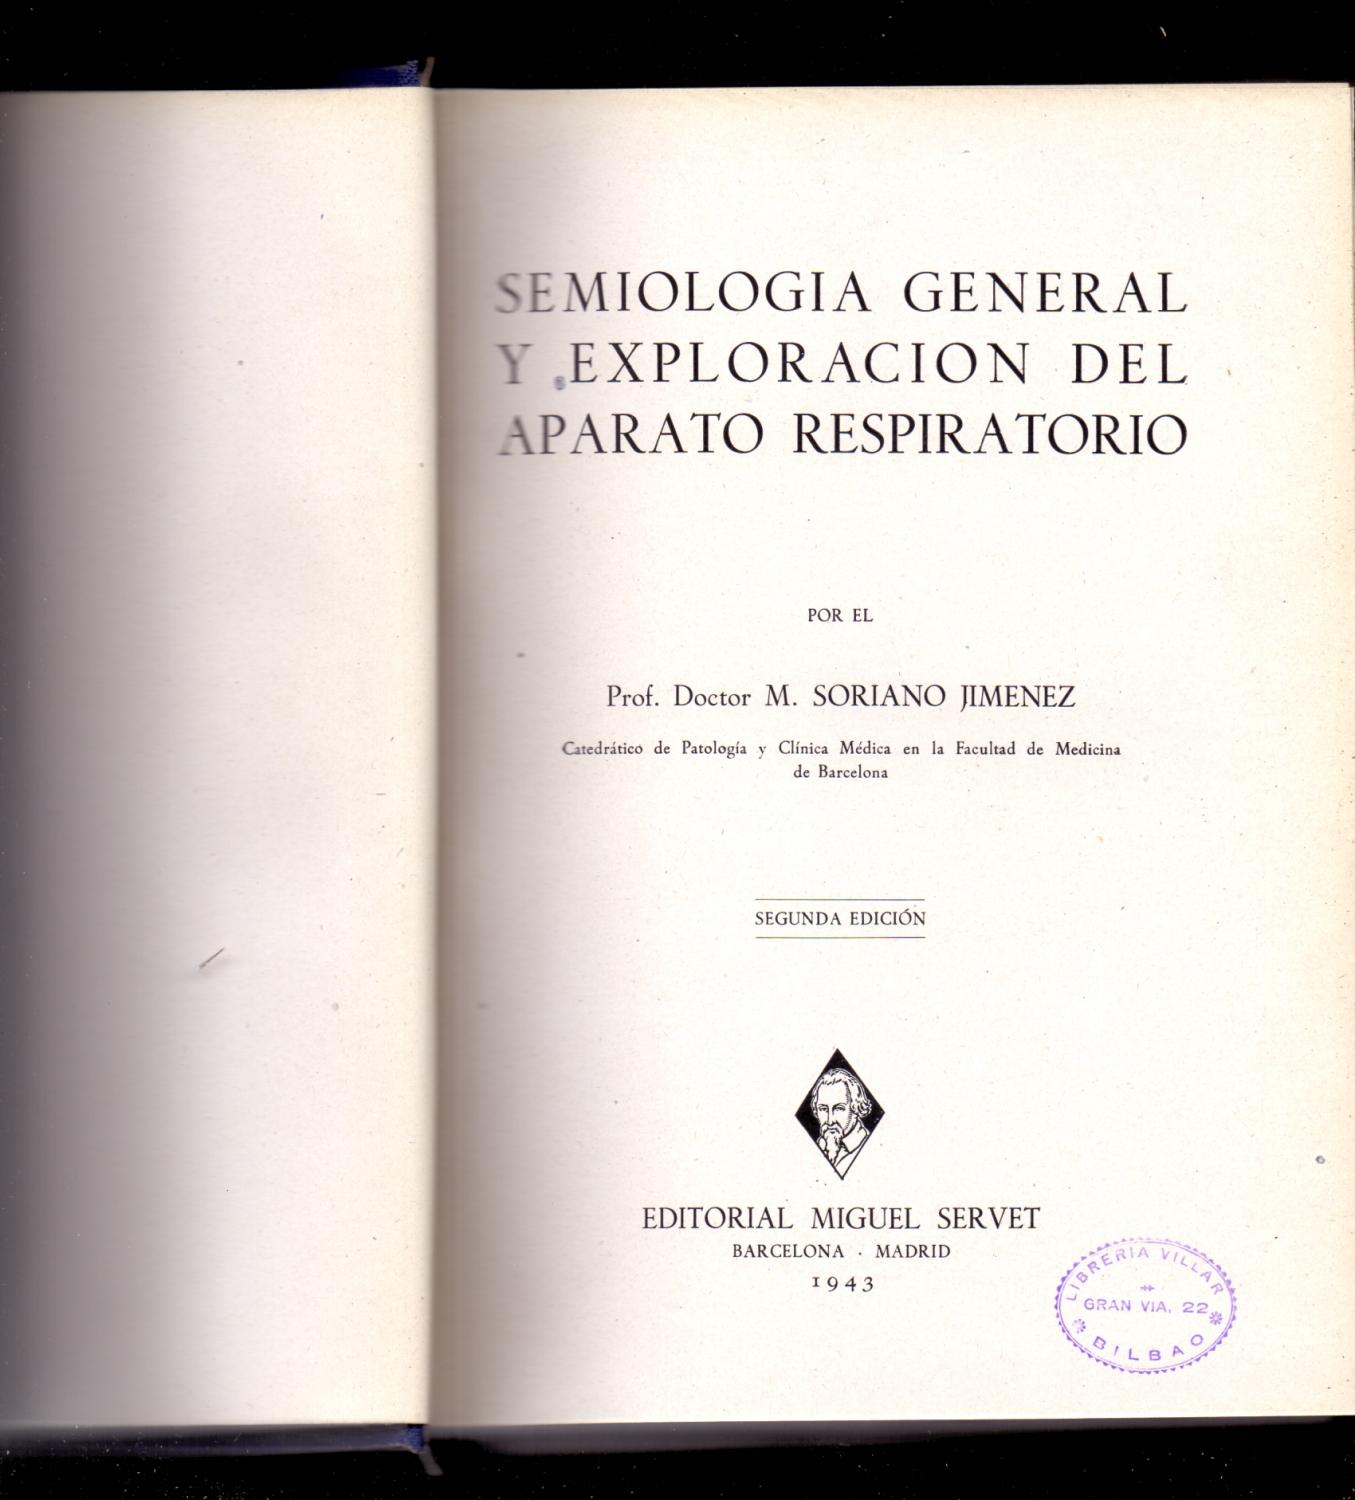 SEMIOLOGIA GENERAL
Y EXPLORACION DEL
APARATO RESPIRATORIO
POR EL
Prof. Doctor M. SORIANO JIMENEZ
Catedrático de Patología y Clínica Médica en la Facultad de Medicina
de Barcelona
SEGUNDA EDICIÓN
EDITORIAL MIGUEL SERVET
BARCELONA · MADRID
1943
LIBRERIA VILLAR
GRAN VIA, 22
BILBAO